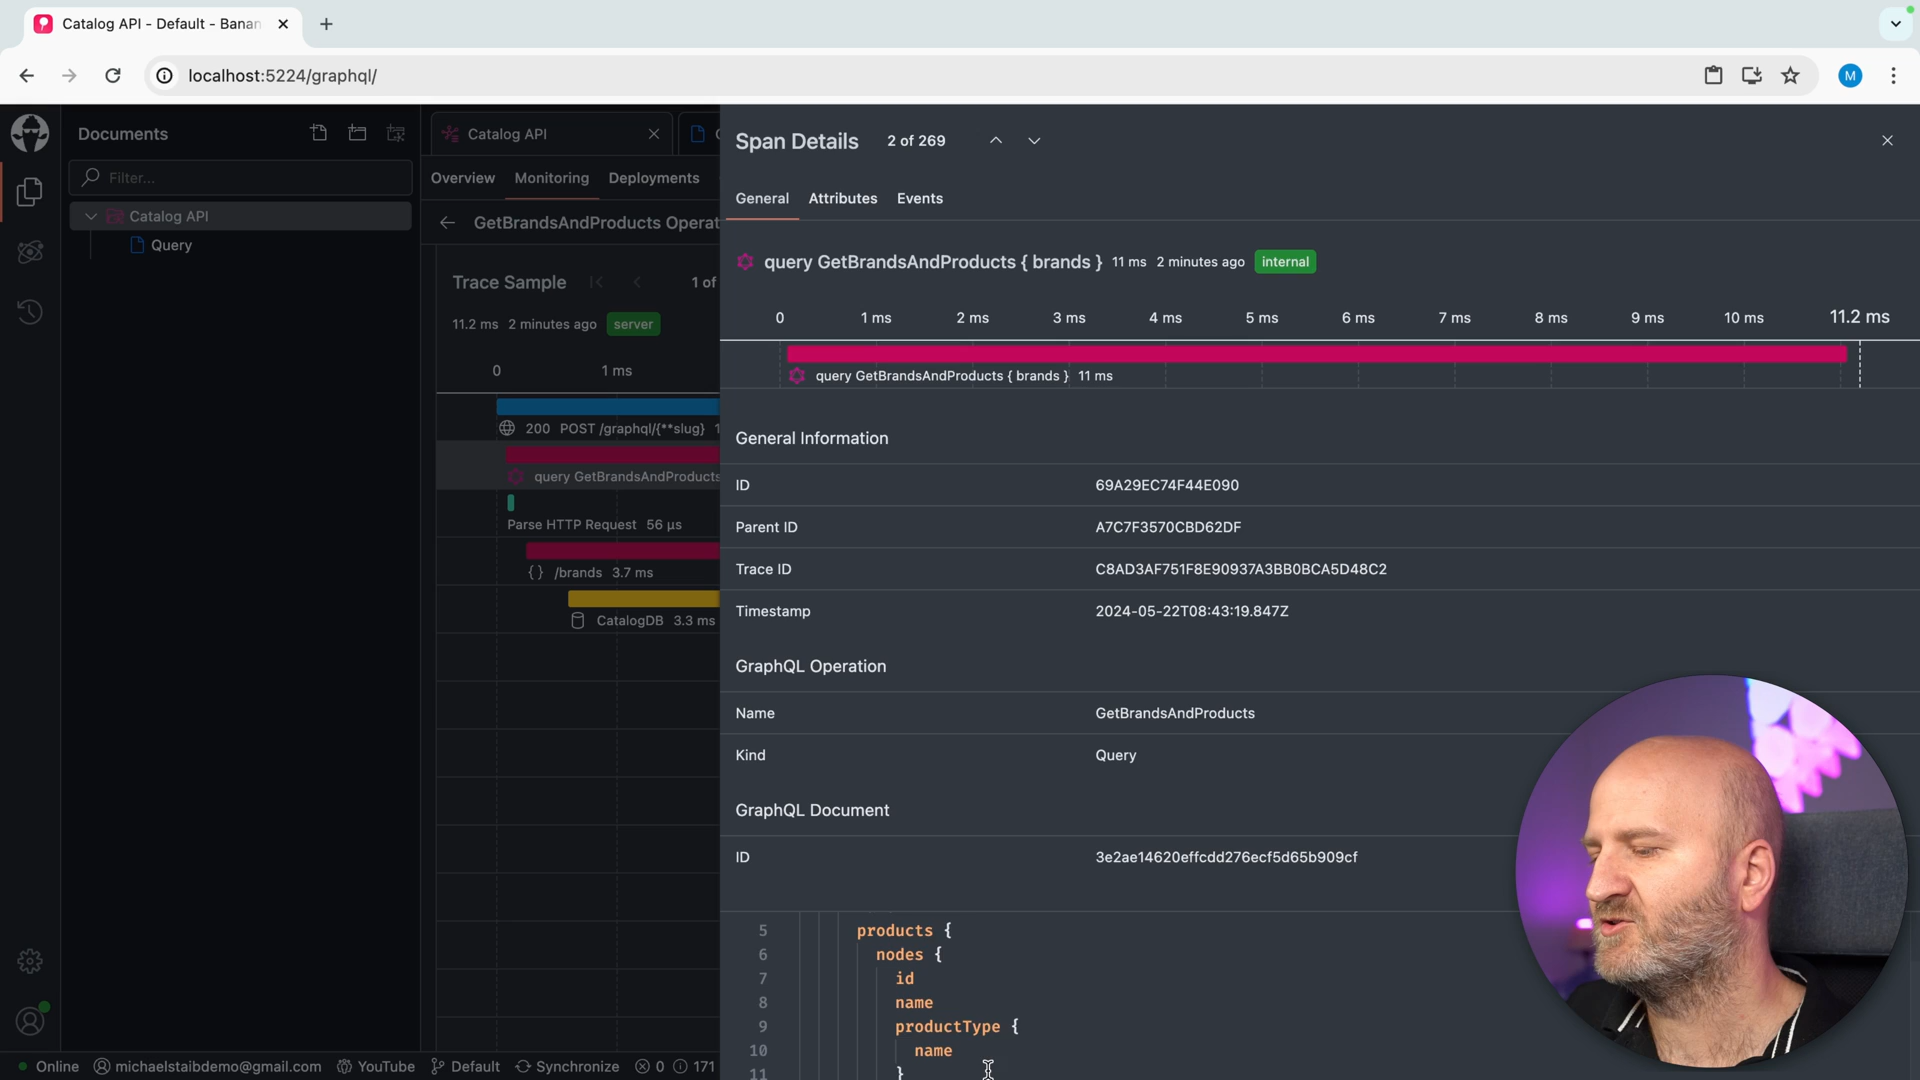 Catalog API - Default - Banan
localhost:5224/graphql/
M
Documents
Filter...
Catalog API
Query
Catalog API
Overview
Monitoring
Deployments
GetBrandsAndProducts Operat
Trace Sample
1 of
11.2 ms 2 minutes ago server
0 1 ms
200 POST /graphql/{**slug} 1
query GetBrandsAndProducts
Parse HTTP Request 56 µs
{ } /brands 3.7 ms
CatalogDB 3.3 ms
Span Details 2 of 269
General Attributes Events
query GetBrandsAndProducts { brands } 11 ms 2 minutes ago internal
0 1 ms 2 ms 3 ms 4 ms 5 ms 6 ms 7 ms 8 ms 9 ms 10 ms 11.2 ms
query GetBrandsAndProducts { brands } 11 ms
General Information
ID 69A29EC74F44E090
Parent ID A7C7F3570CBD62DF
Trace ID C8AD3AF751F8E90937A3BB0BCA5D48C2
Timestamp 2024-05-22T08:43:19.847Z
GraphQL Operation
Name GetBrandsAndProducts
Kind Query
GraphQL Document
ID 3e2ae14620effcdd276ecf5d65b909cf
5 products {
6 nodes {
7 id
8 name
9 productType {
10 name
11 }
Online michaelstaibdemo@gmail.com YouTube Default Synchronize 0 171